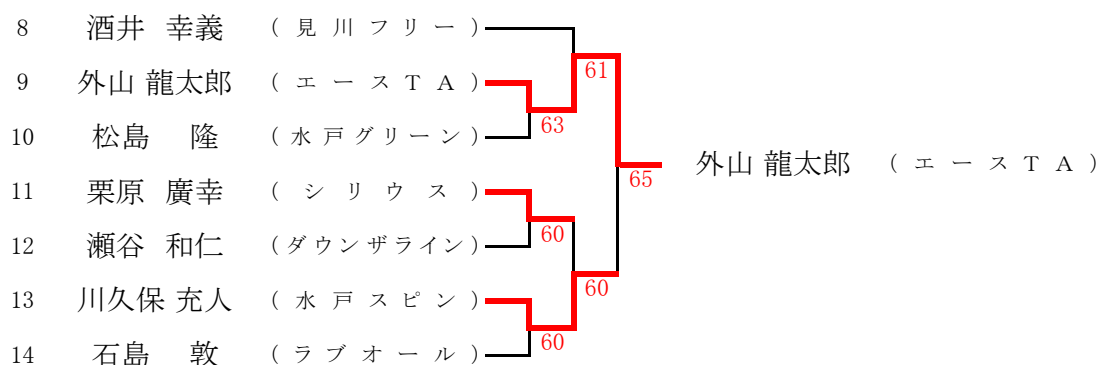 8 酒井 幸義 (見川フリー)
61
9 外山 龍太郎 (エースTA)
63
10 松島 隆 (水戸グリーン)
外山 龍太郎 (エースTA)
65
11 栗原 廣幸 (シリウス)
60
12 瀬谷 和仁 (ダウンザライン)
60
13 川久保 充人 (水戸スピン)
60
14 石島 敦 (ラブオール)